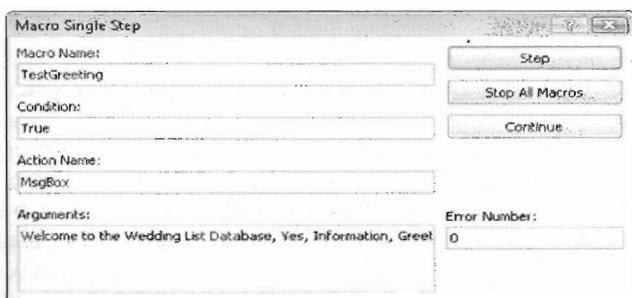 Macro Single Step
Macro Name:
TestGreeting
Step
Stop All Macros
Condition:
True
Continue
Action Name:
MsgBox
Arguments:
Welcome to the Wedding List Database, Yes, Information, Greet
Error Number:
0